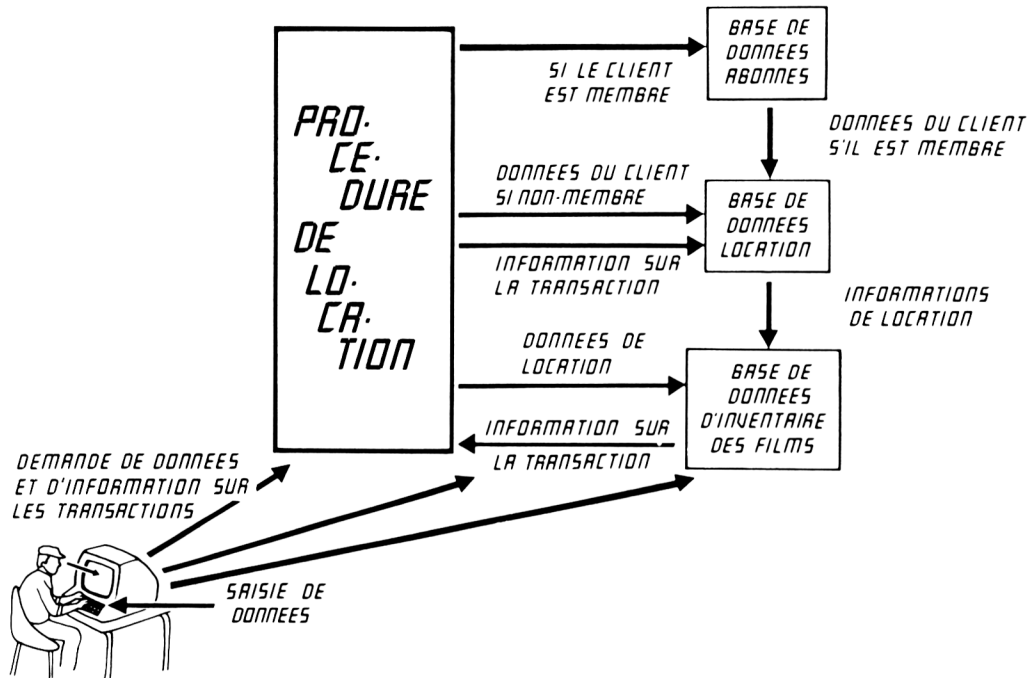 PRO-
CE-
DURE
DE
LO-
CA-
TION
SI LE CLIENT
EST MEMBRE
BASE DE
DONNEES
ABONNES
DONNEES DU CLIENT
S'IL EST MEMBRE
DONNEES DU CLIENT
SI NON-MEMBRE
BASE DE
DONNEES
LOCATION
INFORMATION SUR
LA TRANSACTION
INFORMATIONS
DE LOCATION
DONNEES DE
LOCATION
BASE DE
DONNEES
D'INVENTAIRE
DES FILMS
INFORMATION SUR
LA TRANSACTION
DEMANDE DE DONNEES
ET D'INFORMATION SUR
LES TRANSACTIONS
SAISIE DE
DONNEES